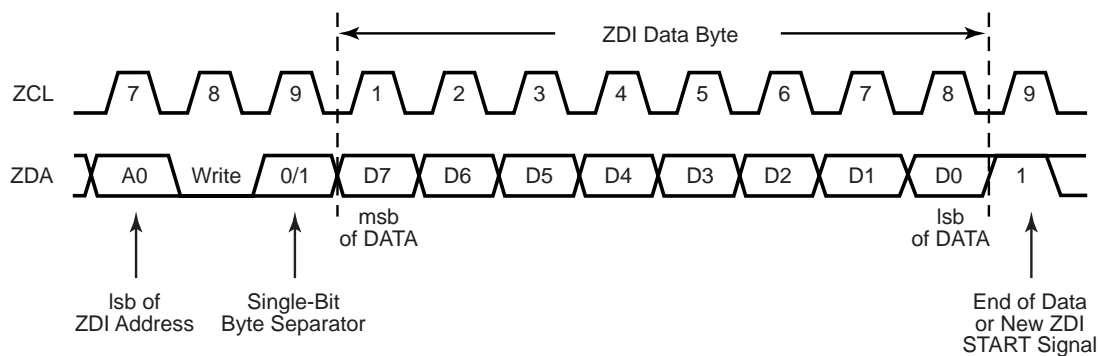 ZDI Data Byte
ZCL 7 8 9 1 2 3 4 5 6 7 8 9
ZDA A0 Write 0/1 D7 D6 D5 D4 D3 D2 D1 D0 1
msb
of DATA
lsb
of DATA
lsb of
ZDI Address
Single-Bit
Byte Separator
End of Data
or New ZDI
START Signal